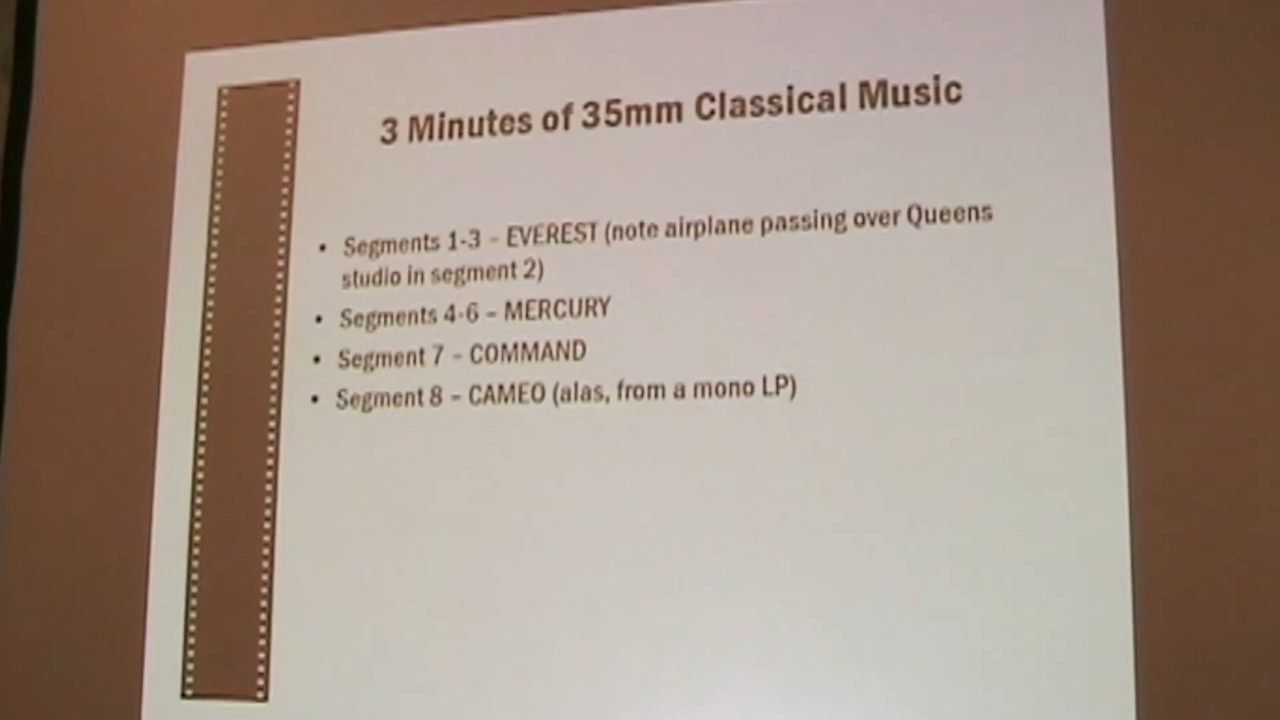 3 Minutes of 35mm Classical Music
• Segments 1-3 – EVEREST (note airplane passing over Queens
studio in segment 2)
• Segments 4-6 – MERCURY
• Segment 7 – COMMAND
• Segment 8 – CAMEO (alas, from a mono LP)